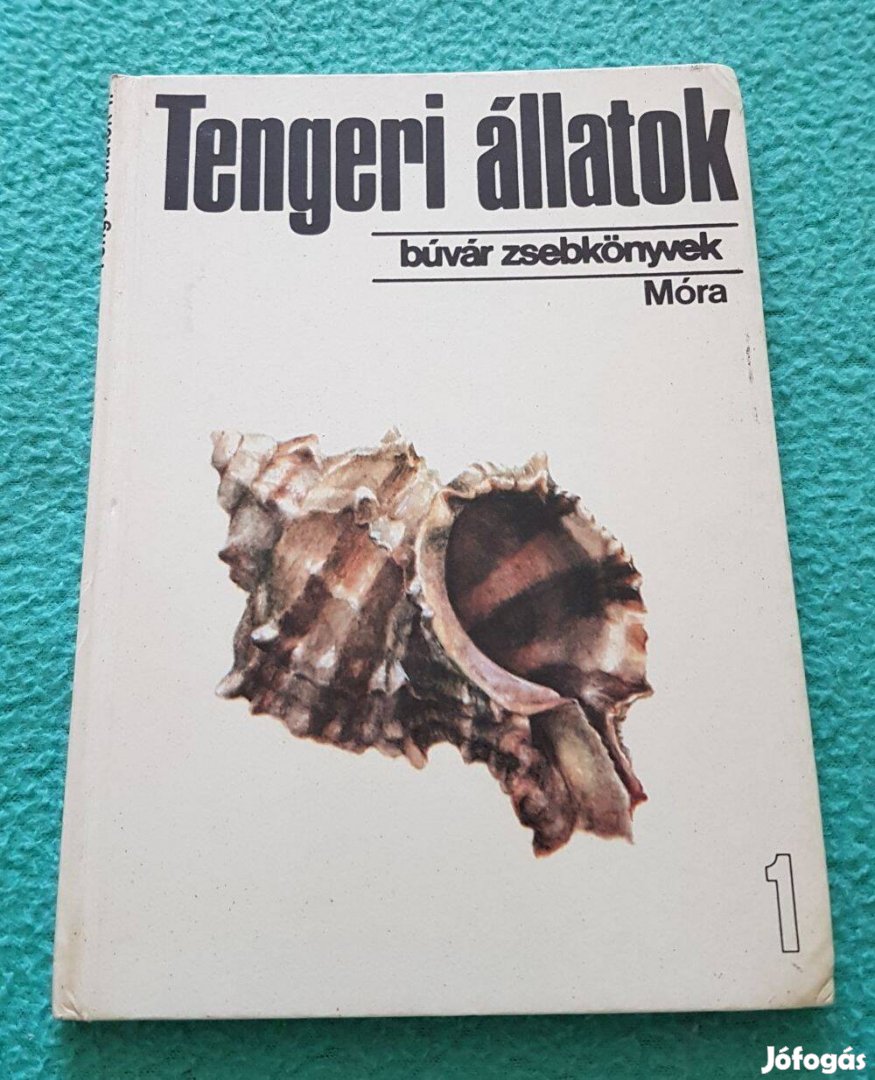 Tengeri állatok
búvár zsebkönyvek
Móra
1
Jófogás